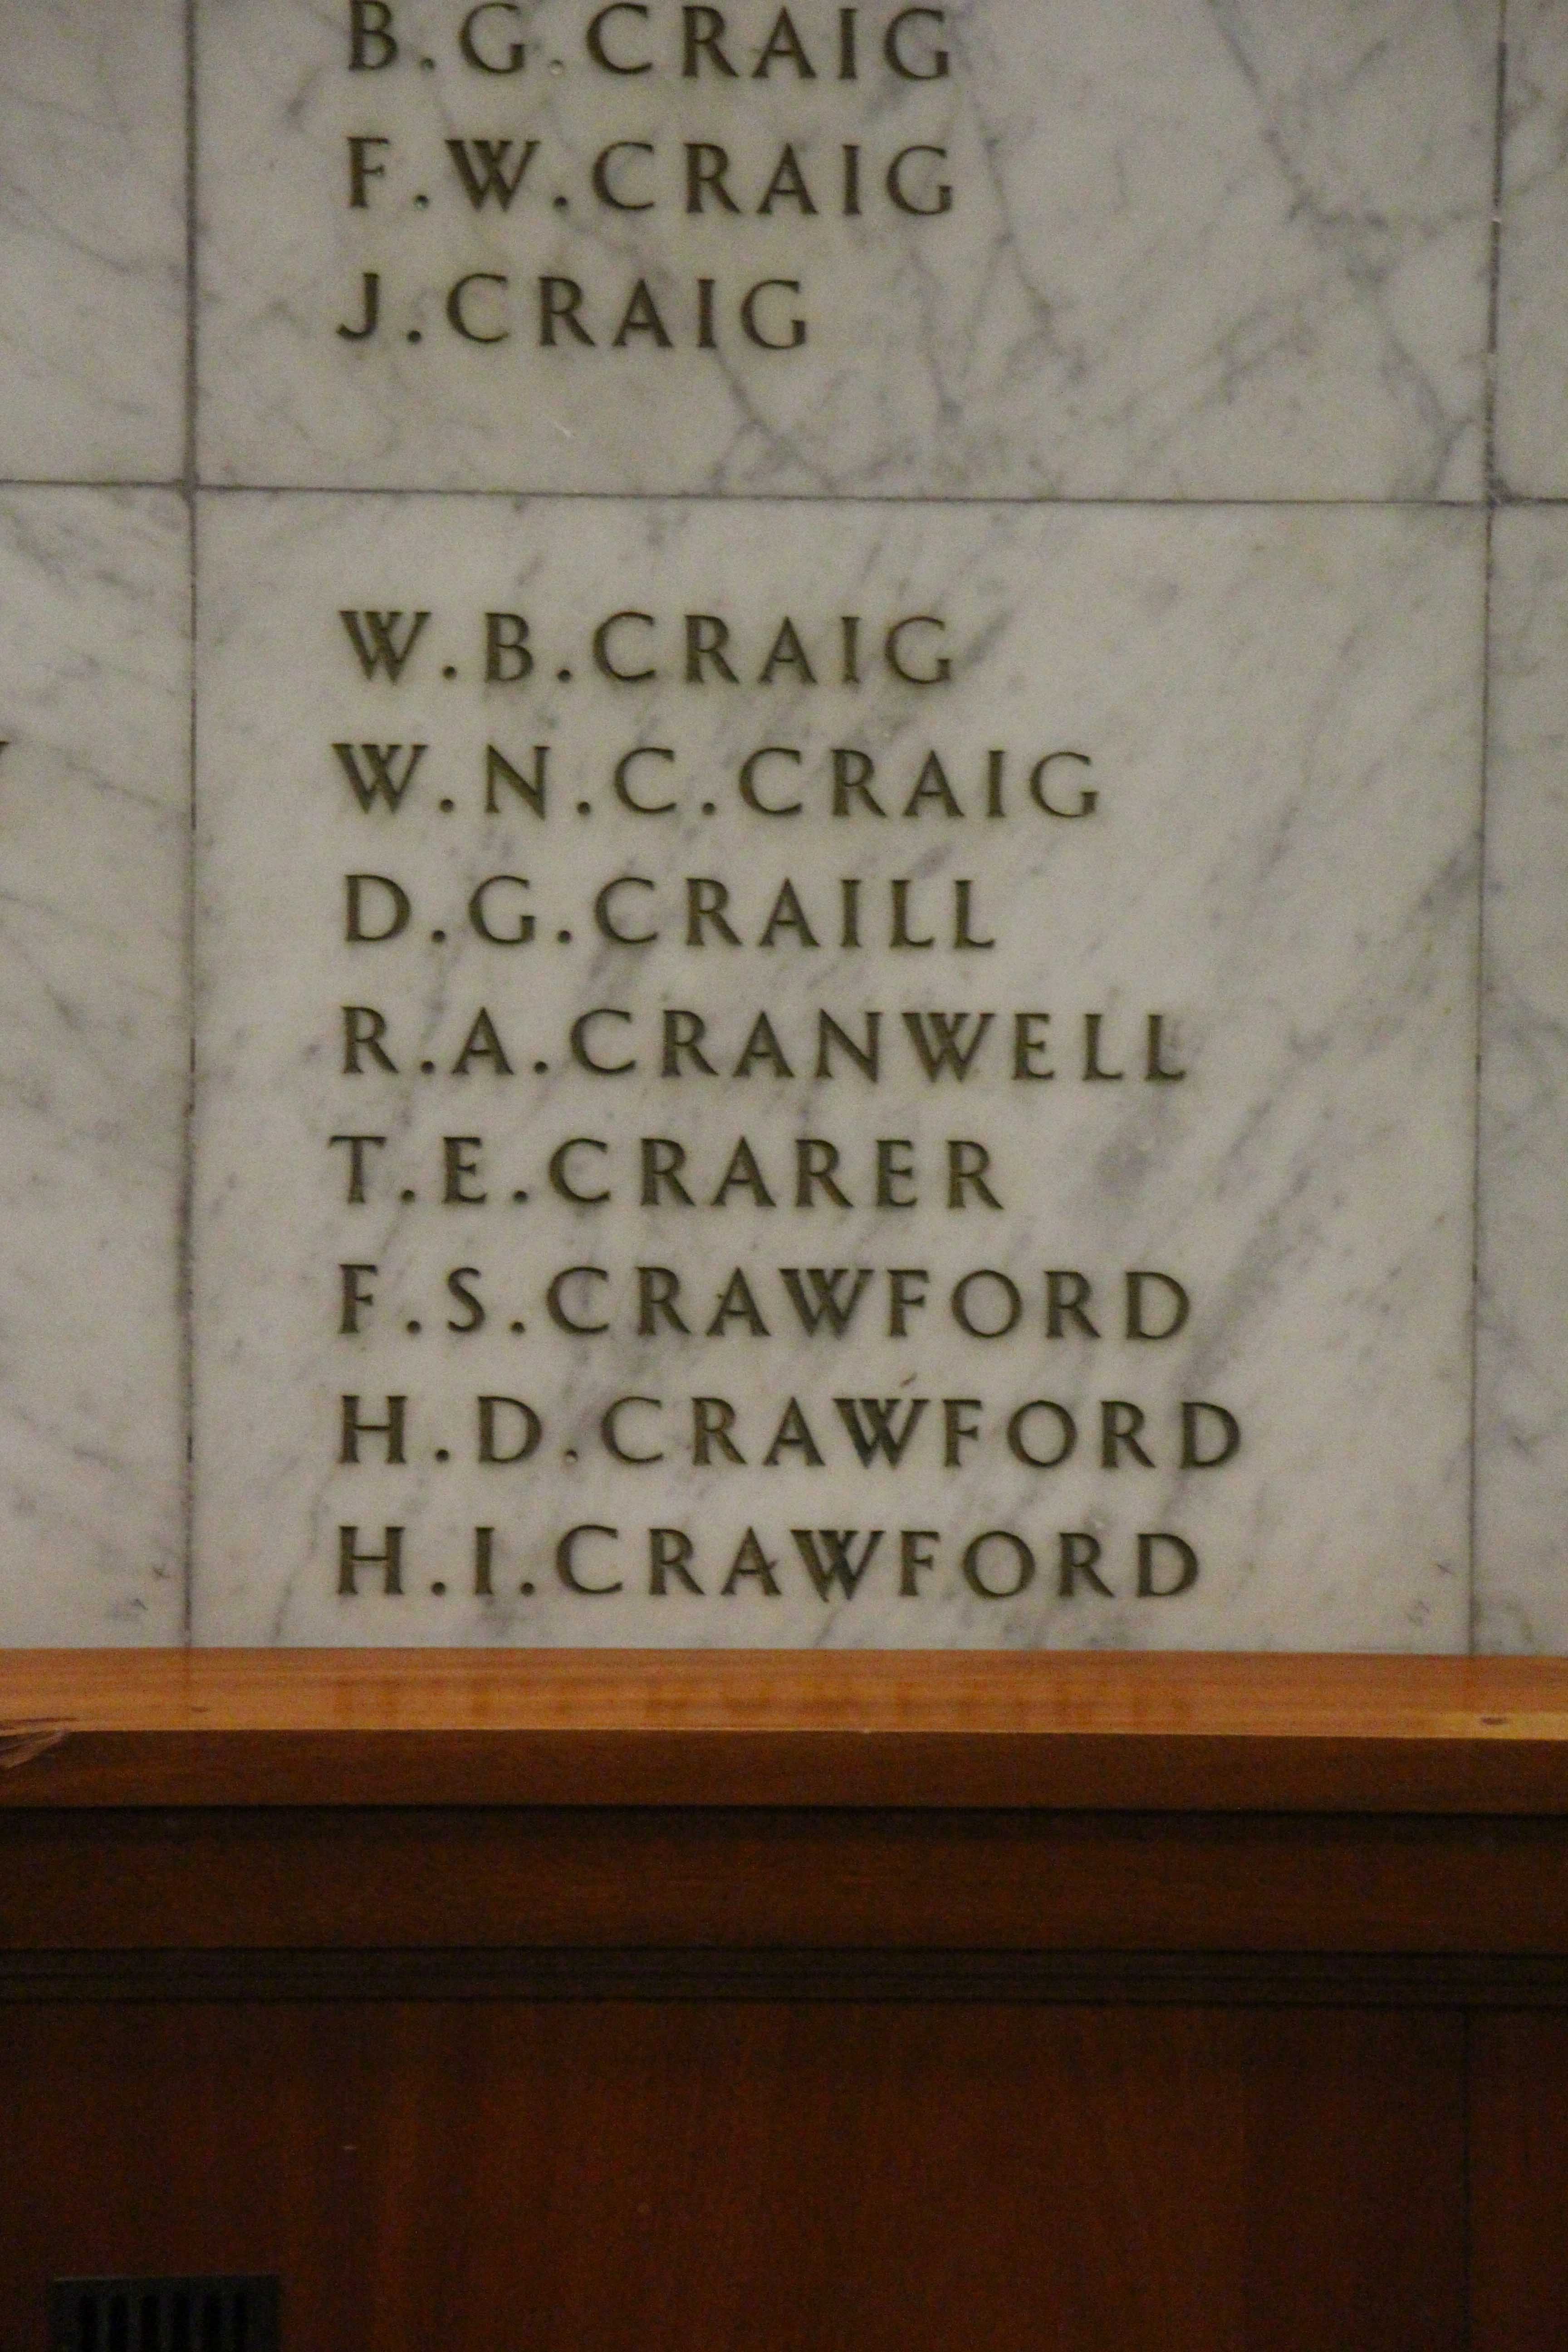 B.G.CRAIG
F.W.CRAIG
J.CRAIG
W.B.CRAIG
W.N.C.CRAIG
D.G.CRAILL
R.A.CRANWELL
T.E.CRARER
F.S.CRAWFORD
H.D.CRAWFORD
H.I.CRAWFORD